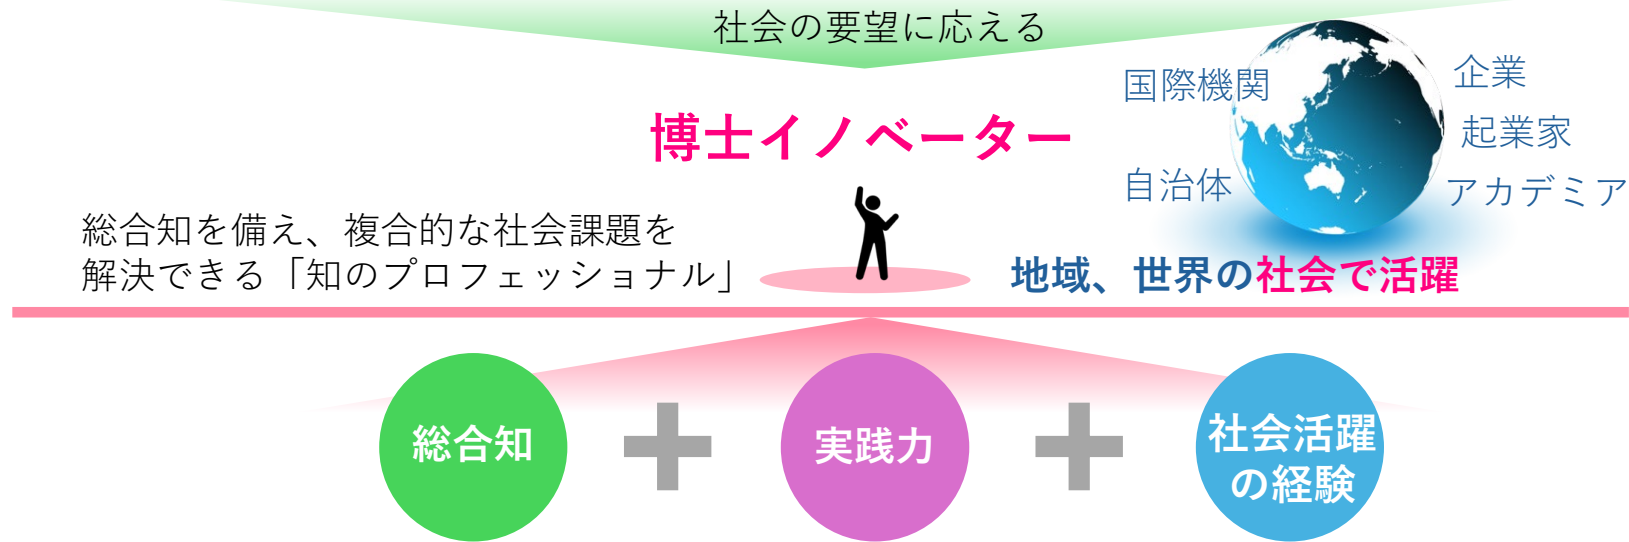 社会の要望に応える
博士イノベーター
国際機関
企業
起業家
自治体
アカデミア
総合知を備え、複合的な社会課題を
解決できる「知のプロフェッショナル」
地域、世界の社会で活躍
総合知
実践力
社会活躍
の経験